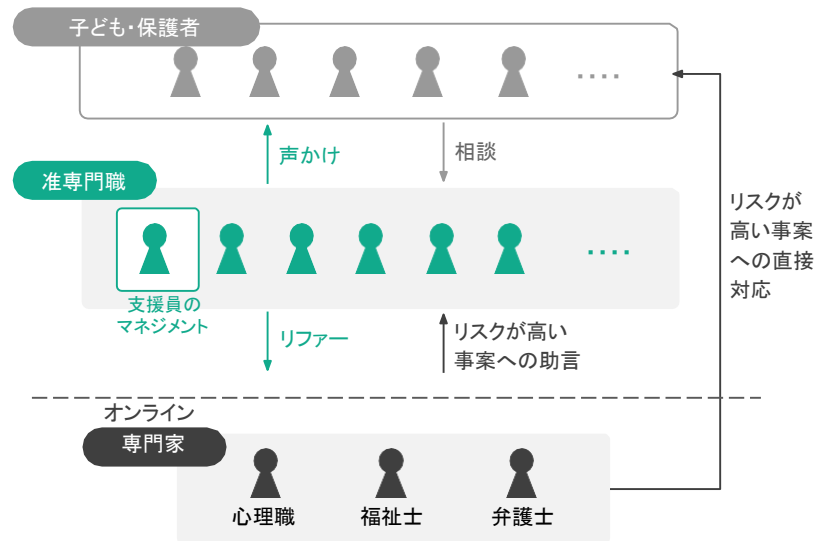 子ども・保護者
‥‥
声かけ
相談
准専門職
‥‥
支援員の
マネジメント
リスクが
高い事案
への直接
対応
リファー
リスクが高い
事案への助言
オンライン
専門家
心理職
福祉士
弁護士